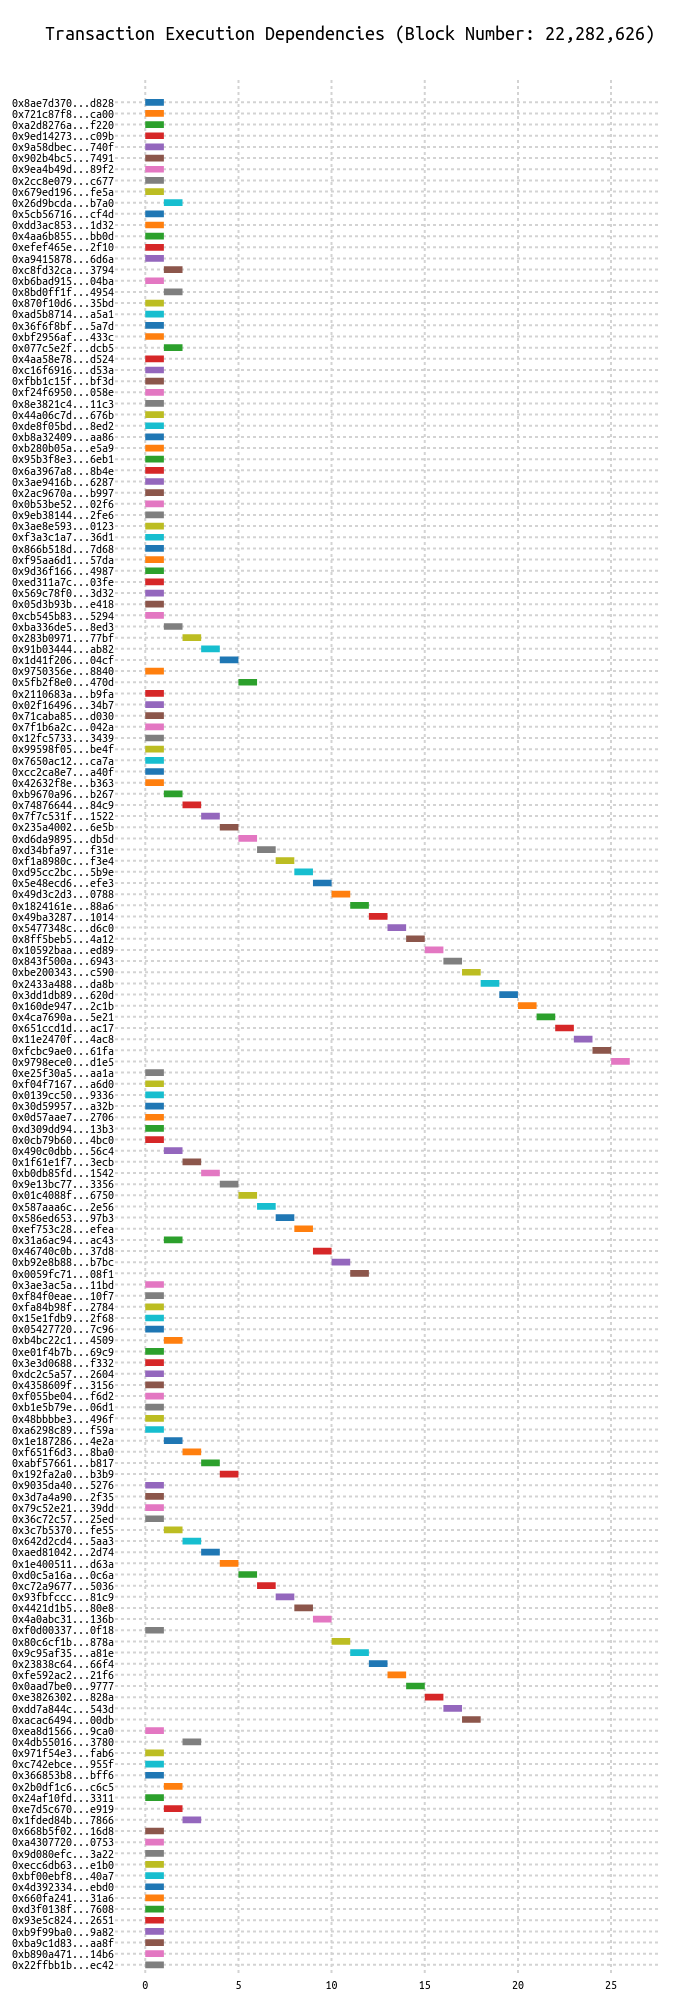 Transaction Execution Dependencies (Block Number: 22,282,626)
0x8ae7d370...d828
0x721c87f8...ca00
0xa2d8276a...f220
0x9ed14273...c09b
0x9a58dbec...740f
0x902b4bc5...7491
0x9ea4b49d...89f2
0x2cc8e079...c677
0x679ed196...fe5a
0x26d9bcda...b7a0
0x5cb56716...cf4d
0xdd3ac853...1d32
0x4aa6b855...bb0d
0xefef465e...2f10
0xa9415878...6d6a
0xc8fd32ca...3794
0xb6bad915...04ba
0x8bd0ff1f...4954
0x870f10d6...35bd
0xad5b8714...a5a1
0x36f6f8bf...5a7d
0xbf2956af...433c
0x077c5e2f...dcb5
0x4aa58e78...d524
0xc16f6916...d53a
0xfbb1c15f...bf3d
0xf24f6950...058e
0x8e3821c4...11c3
0x44a06c7d...676b
0xde8f05bd...8ed2
0xb8a32409...aa86
0xb280b05a...e5a9
0x95b3f8e3...6eb1
0x6a3967a8...8b4e
0x3ae9416b...6287
0x2ac9670a...b997
0x0b53be52...02f6
0x9eb38144...2fe6
0x3ae8e593...0123
0xf3a3c1a7...36d1
0x866b518d...7d68
0xf95aa6d1...57da
0x9d36f166...4987
0xed311a7c...03fe
0x569c78f0...3d32
0x05d3b93b...e418
0xcb545b83...5294
0xba336de5...8ed3
0x283b0971...77bf
0x91b03444...ab82
0x1d41f206...04cf
0x9750356e...8840
0x5fb2f8e0...470d
0x2110683a...b9fa
0x02f16496...34b7
0x71caba85...d030
0x7f1b6a2c...042a
0x12fc5733...3439
0x99598f05...be4f
0x7650ac12...ca7a
0xcc2ca8e7...a40f
0x42632f8e...b363
0xb9670a96...b267
0x74876644...84c9
0x7f7c531f...1522
0x235a4002...6e5b
0xd6da9895...db5d
0xd34bfa97...f31e
0xf1a8980c...f3e4
0xd95cc2bc...5b9e
0x5e48ecd6...efe3
0x49d3c2d3...0788
0x1824161e...88a6
0x49ba3287...1014
0x5477348c...d6c0
0x8ff5beb5...4a12
0x10592baa...ed89
0x843f500a...6943
0xbe200343...c590
0x2433a488...da8b
0x3dd1db89...620d
0x160de947...2c1b
0x4ca7690a...5e21
0x651ccd1d...ac17
0x11e2470f...4ac8
0xfcbc9ae0...61fa
0x9798ece0...d1e5
0xe25f30a5...aa1a
0xf04f7167...a6d0
0x0139cc50...9336
0x30d59957...a32b
0x0d57aae7...2706
0xd309dd94...13b3
0x0cb79b60...4bc0
0x490c0dbb...56c4
0x1f61e1f7...3ecb
0xb0db85fd...1542
0x9e13bc77...3356
0x01c4088f...6750
0x587aaa6c...2e56
0x586ed653...97b3
0xef753c28...efea
0x31a6ac94...ac43
0x46740c0b...37d8
0xb92e8b88...b7bc
0x0059fc71...08f1
0x3ae3ac5a...11bd
0xf84f0eae...10f7
0xfa84b98f...2784
0x15e1fdb9...2f68
0x05427720...7c96
0xb4bc22c1...4509
0xe01f4b7b...69c9
0x3e3d0688...f332
0xdc2c5a57...2604
0x4358609f...3156
0xf055be04...f6d2
0xb1e5b79e...06d1
0x48bbbbe3...496f
0xa6298c89...f59a
0x1e187286...4e2a
0xf651f6d3...8ba0
0xabf57661...b817
0x192fa2a0...b3b9
0x9035da40...5276
0x3d7a4a90...2f35
0x79c52e21...39dd
0x36c72c57...25ed
0x3c7b5370...fe55
0x642d2cd4...5aa3
0xaed81042...2d74
0x1e400511...d63a
0xd0c5a16a...0c6a
0xc72a9677...5036
0x93fbfccc...81c9
0x4421d1b5...80e8
0x4a0abc31...136b
0xf0d00337...0f18
0x80c6cf1b...878a
0x9c95af35...a81e
0x23838c64...66f4
0xfe592ac2...21f6
0x0aad7be0...9777
0xe3826302...828a
0xdd7a844c...543d
0xacac6494...00db
0xea8d1566...9ca0
0x4db55016...3780
0x971f54e3...fab6
0xc742ebce...955f
0x366853b8...bff6
0x2b0df1c6...c6c5
0x24af10fd...3311
0xe7d5c670...e919
0x1fded84b...7866
0x668b5f02...16d8
0xa4307720...0753
0x9d080efc...3a22
0xecc6db63...e1b0
0xbf00ebf8...40a7
0x4d392334...ebd0
0x660fa241...31a6
0xd3f0138f...7608
0x93e5c824...2651
0xb9f99ba0...9a82
0xba9c1d83...aa8f
0xb890a471...14b6
0x22ffbb1b...ec42
0 5 10 15 20 25